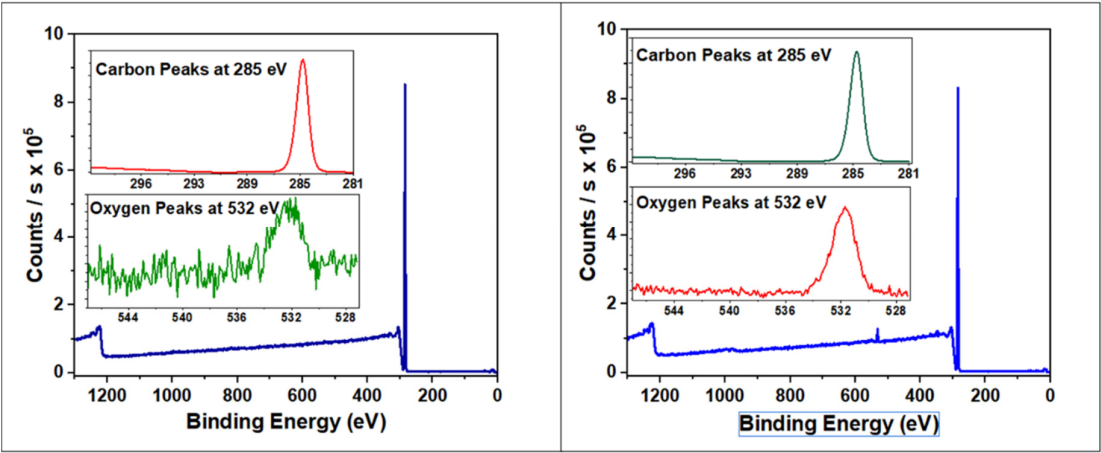 10
8
6
4
2
0
Counts / s x 10⁵
Carbon Peaks at 285 eV
296 293 289 285 281
Oxygen Peaks at 532 eV
544 540 536 532 528
1200 1000 800 600 400 200 0
Binding Energy (eV)
10
8
6
4
2
0
Counts / s x 10⁵
Carbon Peaks at 285 eV
296 293 289 285 281
Oxygen Peaks at 532 eV
544 540 536 532 528
1200 1000 800 600 400 200 0
Binding Energy (eV)